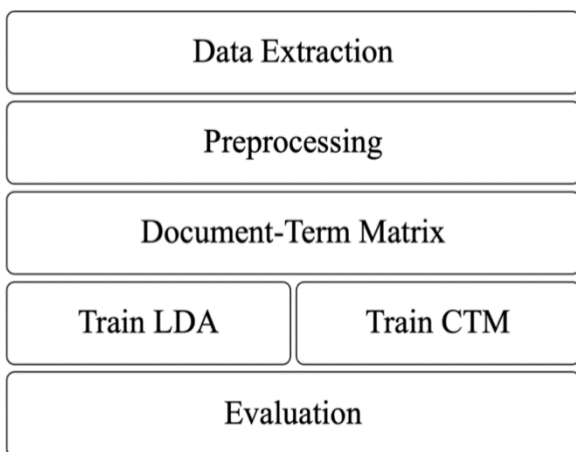 Data Extraction
Preprocessing
Document-Term Matrix
Train LDA
Train CTM
Evaluation